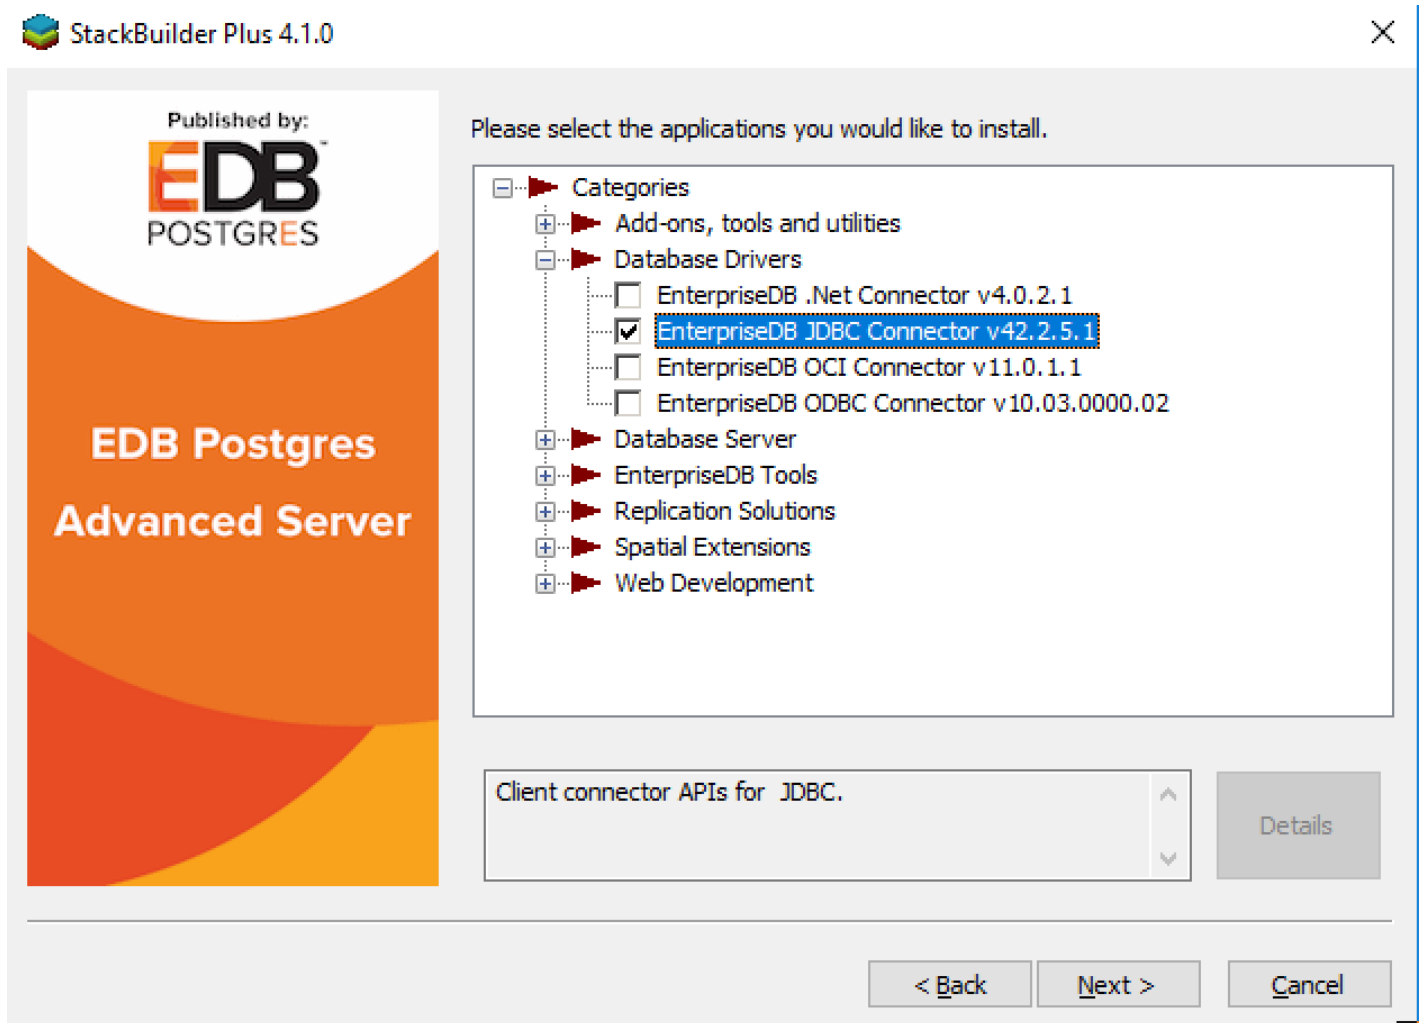 StackBuilder Plus 4.1.0
Published by:
EDB™
POSTGRES
EDB Postgres
Advanced Server
Please select the applications you would like to install.
Categories
Add-ons, tools and utilities
Database Drivers
EnterpriseDB .Net Connector v4.0.2.1
EnterpriseDB JDBC Connector v42.2.5.1
EnterpriseDB OCI Connector v11.0.1.1
EnterpriseDB ODBC Connector v10.03.0000.02
Database Server
EnterpriseDB Tools
Replication Solutions
Spatial Extensions
Web Development
Client connector APIs for  JDBC.
Details
< Back
Next >
Cancel